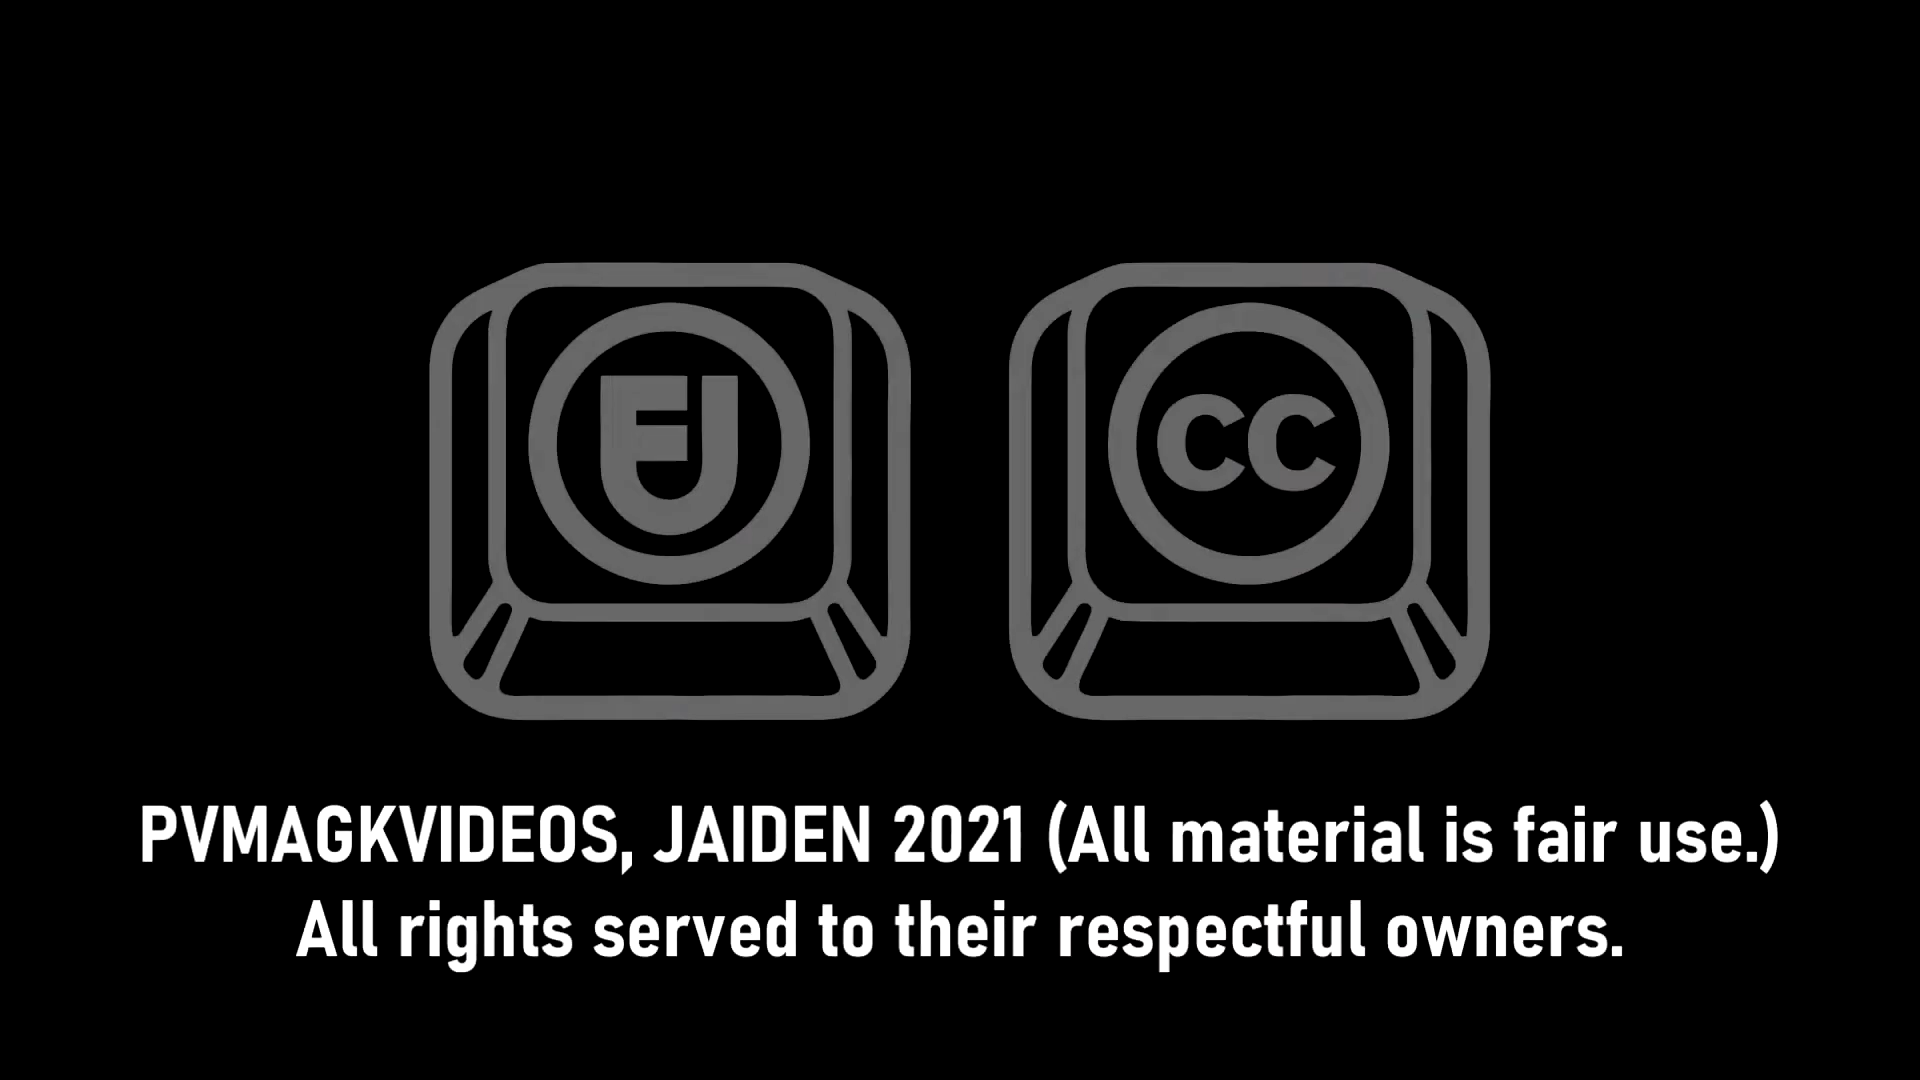 FU CC
PVMAGKVIDEOS, JAIDEN 2021 (All material is fair use.)
All rights served to their respectful owners.